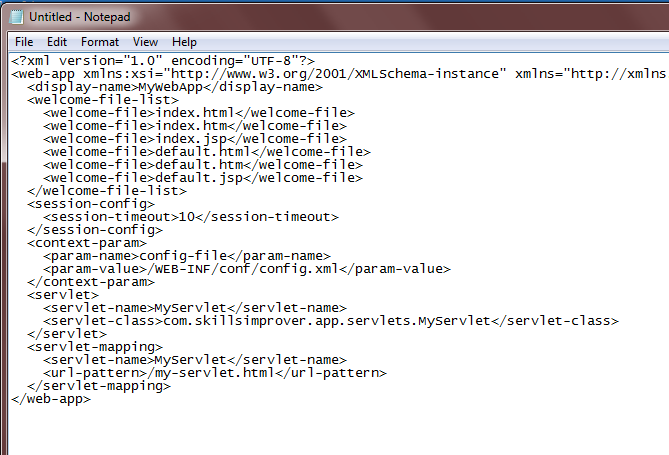 Untitled - Notepad
File Edit Format View Help
<?xml version="1.0" encoding="UTF-8"?>
<web-app xmlns:xsi="http://www.w3.org/2001/XMLSchema-instance" xmlns="http://xmlns
  <display-name>MyWebApp</display-name>
  <welcome-file-list>
    <welcome-file>index.html</welcome-file>
    <welcome-file>index.htm</welcome-file>
    <welcome-file>index.jsp</welcome-file>
    <welcome-file>default.html</welcome-file>
    <welcome-file>default.htm</welcome-file>
    <welcome-file>default.jsp</welcome-file>
  </welcome-file-list>
  <session-config>
    <session-timeout>10</session-timeout>
  </session-config>
  <context-param>
    <param-name>config-file</param-name>
    <param-value>/WEB-INF/conf/config.xml</param-value>
  </context-param>
  <servlet>
    <servlet-name>MyServlet</servlet-name>
    <servlet-class>com.skillsimprover.app.servlets.MyServlet</servlet-class>
  </servlet>
  <servlet-mapping>
    <servlet-name>MyServlet</servlet-name>
    <url-pattern>/my-servlet.html</url-pattern>
  </servlet-mapping>
</web-app>